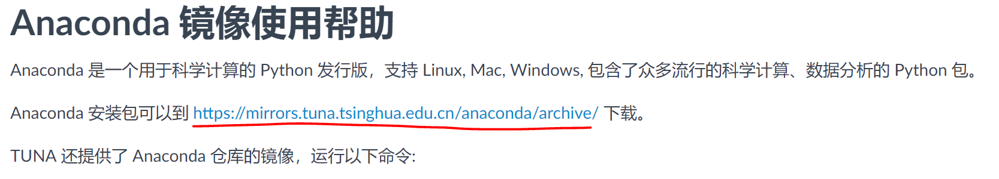 Anaconda 镜像使用帮助
Anaconda 是一个用于科学计算的 Python 发行版，支持 Linux, Mac, Windows, 包含了众多流行的科学计算、数据分析的 Python 包。
Anaconda 安装包可以到 https://mirrors.tuna.tsinghua.edu.cn/anaconda/archive/ 下载。
TUNA 还提供了 Anaconda 仓库的镜像，运行以下命令: